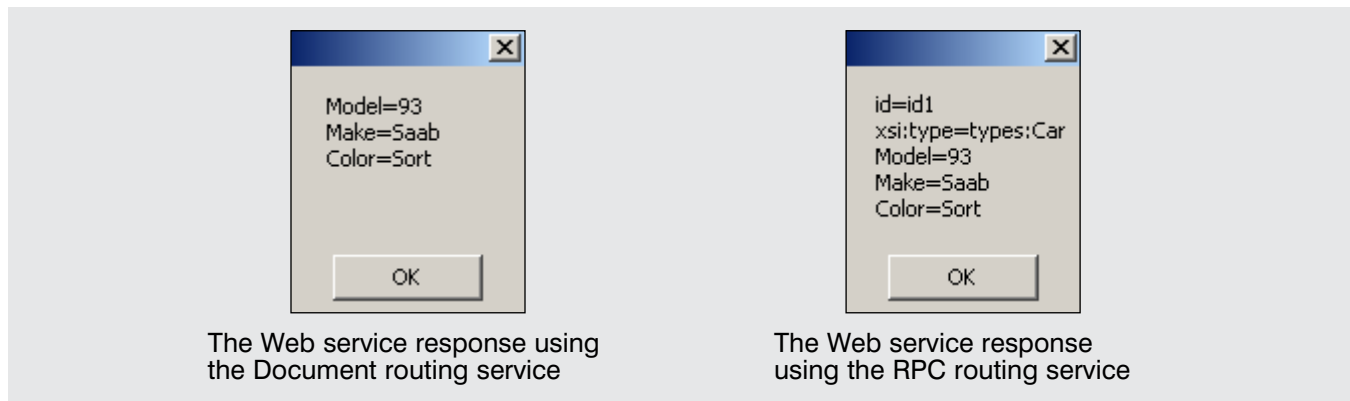 Model=93
Make=Saab
Color=Sort
OK
The Web service response using
the Document routing service
id=id1
xsi:type=types:Car
Model=93
Make=Saab
Color=Sort
OK
The Web service response
using the RPC routing service